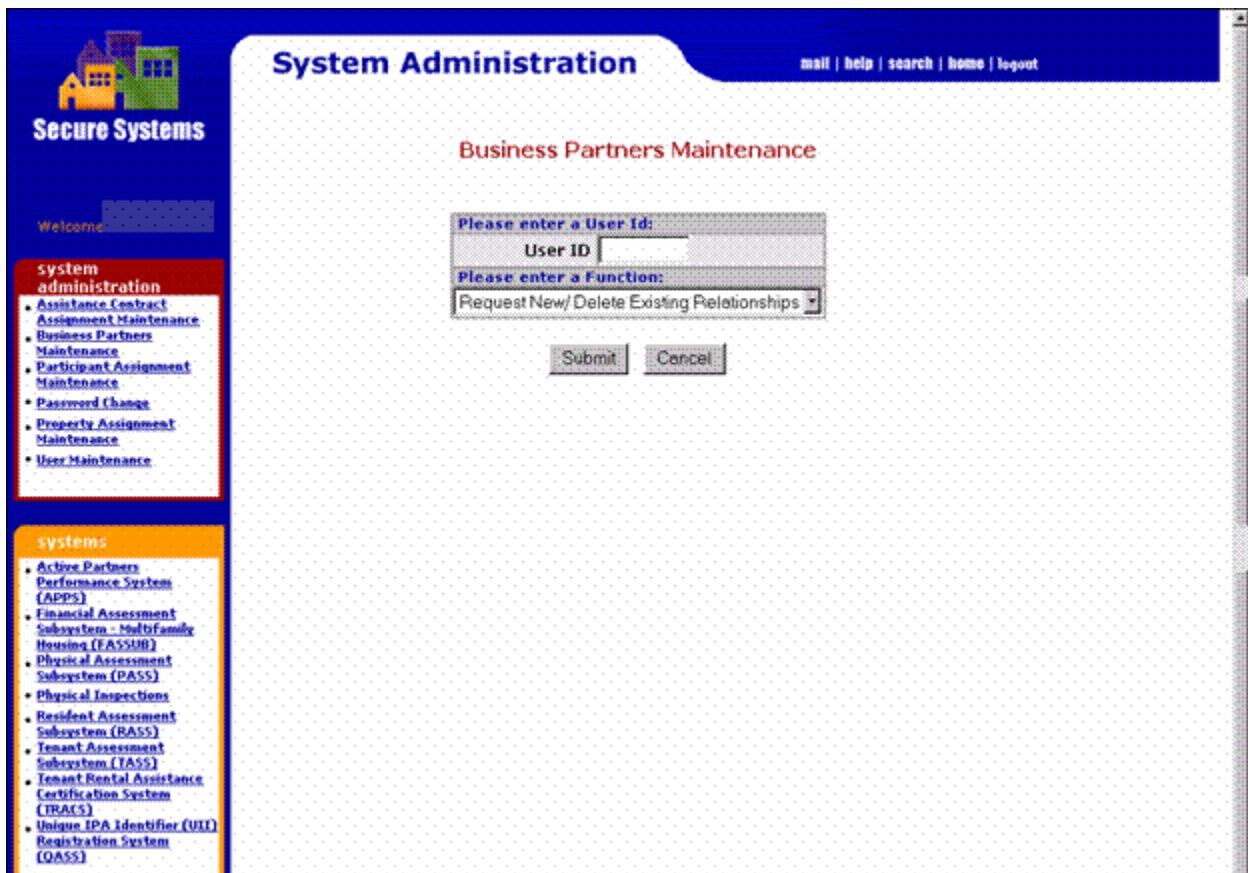 System Administration
mail | help | search | home | logout
Secure Systems
Welcome
Business Partners Maintenance
Please enter a User Id:
User ID
Please enter a Function:
Request New/ Delete Existing Relationships
Submit Cancel
system
administration
Assistance Contract
Assignment Maintenance
Business Partners
Maintenance
Participant Assignment
Maintenance
Password Change
Property Assignment
Maintenance
User Maintenance
systems
Active Partners
Performance System
(APPS)
Financial Assessment
Subsystem - Multifamily
Housing (FASSUB)
Physical Assessment
Subsystem (PASS)
Physical Inspections
Resident Assessment
Subsystem (RASS)
Tenant Assessment
Subsystem (TASS)
Tenant Rental Assistance
Certification System
(TRACS)
Unique IPA Identifier (UII)
Registration System
(QASS)